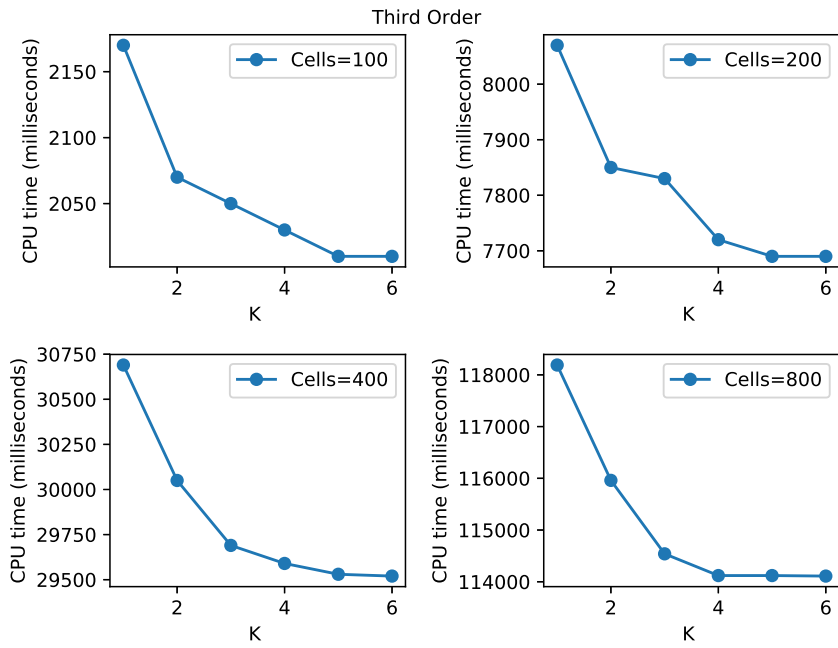 Third Order
CPU time (milliseconds)
2150
2100
2050
2
4
6
K
Cells=100
CPU time (milliseconds)
8000
7900
7800
7700
2
4
6
K
Cells=200
CPU time (milliseconds)
30750
30500
30250
30000
29750
29500
2
4
6
K
Cells=400
CPU time (milliseconds)
118000
117000
116000
115000
114000
2
4
6
K
Cells=800